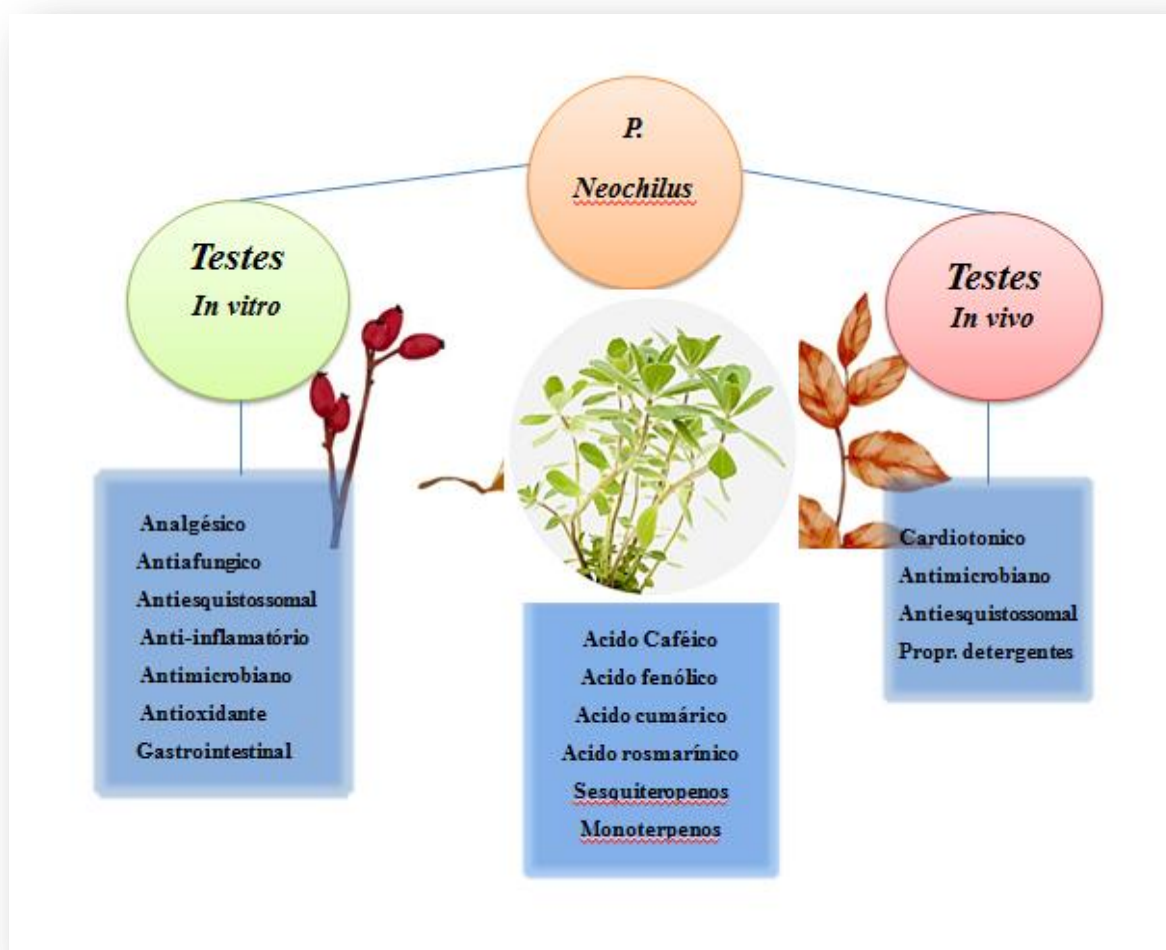 P.
Neochilus
Testes
In vitro
Testes
In vivo
Analgésico
Antiafungico
Antiesquistossomal
Anti-inflamatório
Antimicrobiano
Antioxidante
Gastrointestinal
Acido Caféico
Acido fenólico
Acido cumárico
Acido rosmarínico
Sesquiteropenos
Monoterpenos
Cardiotonico
Antimicrobiano
Antiesquistossomal
Propr. detergentes